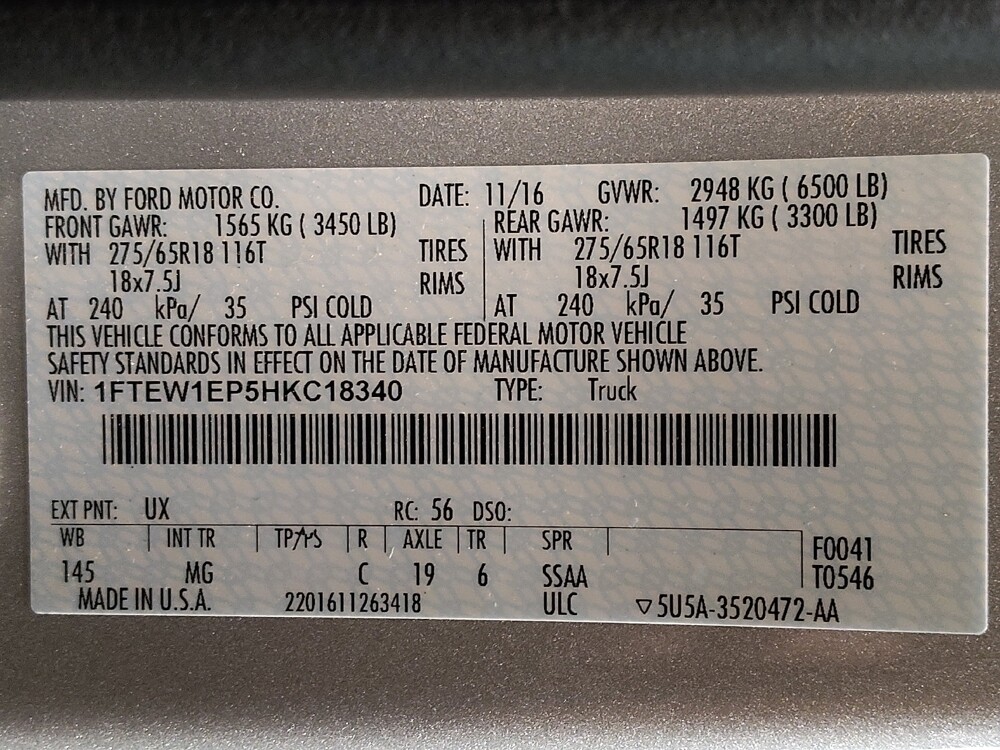 MFD. BY FORD MOTOR CO. DATE: 11/16 GVWR: 2948 KG ( 6500 LB)
FRONT GAWR: 1565 KG ( 3450 LB) REAR GAWR: 1497 KG ( 3300 LB)
WITH 275/65R18 116T TIRES WITH 275/65R18 116T TIRES
18x7.5J RIMS 18x7.5J RIMS
AT 240 kPa/ 35 PSI COLD AT 240 kPa/ 35 PSI COLD
THIS VEHICLE CONFORMS TO ALL APPLICABLE FEDERAL MOTOR VEHICLE
SAFETY STANDARDS IN EFFECT ON THE DATE OF MANUFACTURE SHOWN ABOVE.
VIN: 1FTEW1EP5HKC18340 TYPE: Truck
EXT PNT: UX RC: 56 DSO:
WB INT TR TP/PS R AXLE TR SPR F0041
145 MG C 19 6 SSAA T0546
MADE IN U.S.A. 2201611263418 ULC ▽5U5A-3520472-AA